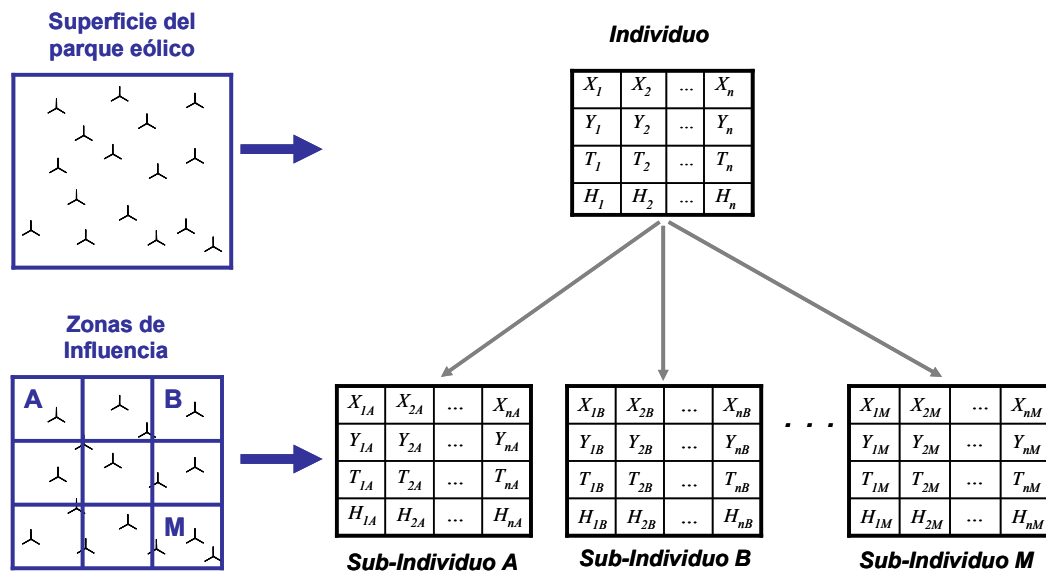 Superficie del
parque eólico
Individuo
X1 X2 ... Xn
Y1 Y2 ... Yn
T1 T2 ... Tn
H1 H2 ... Hn
Zonas de
Influencia
A B
M
X1A X2A ... XnA
Y1A Y2A ... YnA
T1A T2A ... TnA
H1A H2A ... HnA
Sub-Individuo A
X1B X2B ... XnB
Y1B Y2B ... YnB
T1B T2B ... TnB
H1B H2B ... HnB
Sub-Individuo B
. . .
X1M X2M ... XnM
Y1M Y2M ... YnM
T1M T2M ... TnM
H1M H2M ... HnM
Sub-Individuo M